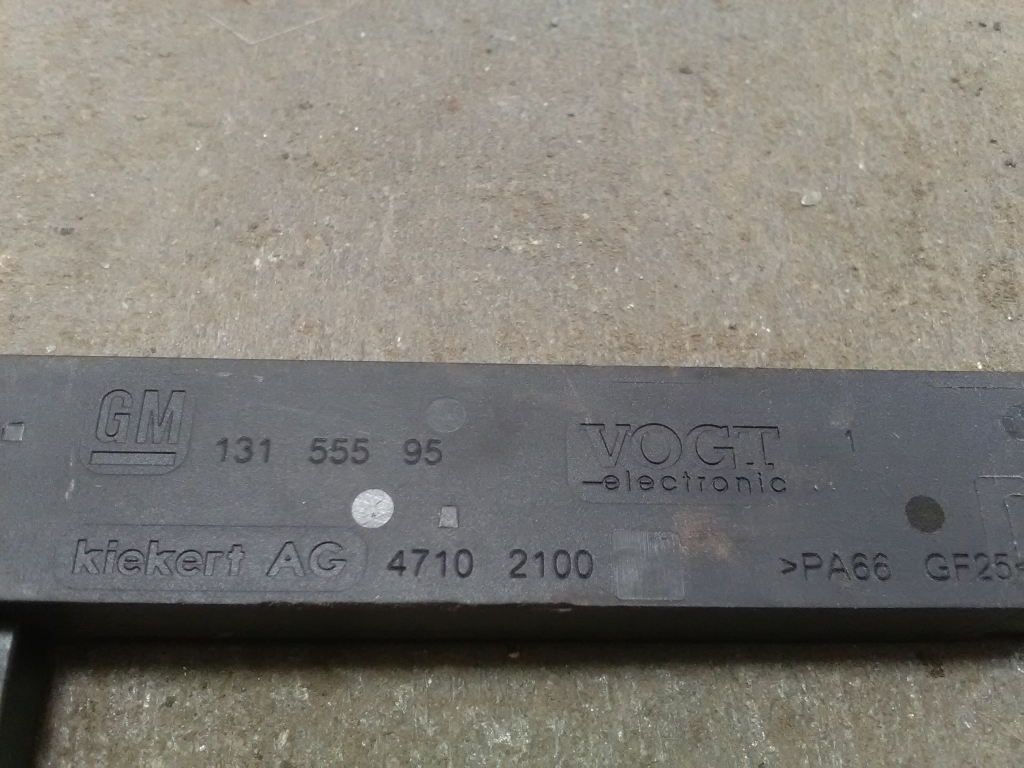 GM 131 555 95
VOGT 1
electronic
kiekert AG 4710 2100 >PA66 GF25<